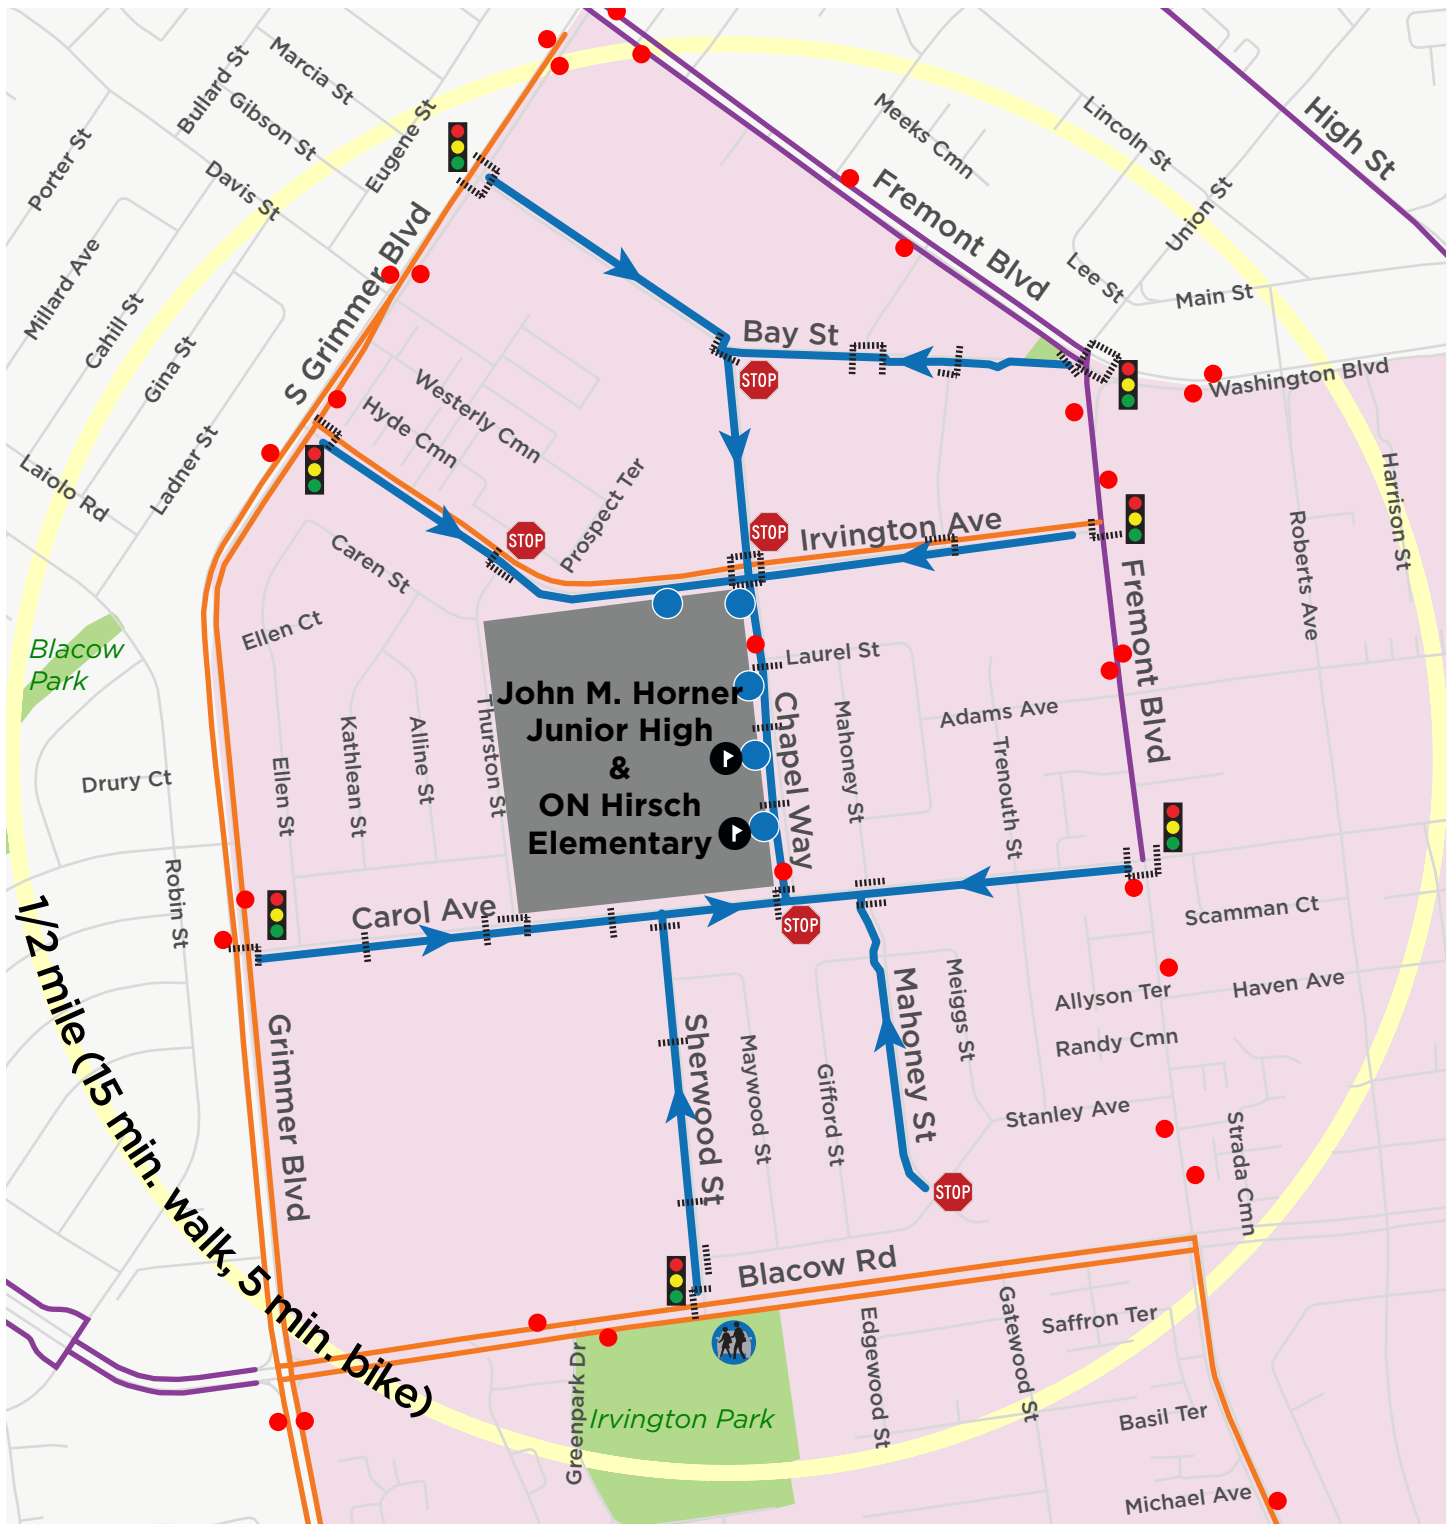 Marcia St
Bullard St
Gibson St
Eugene St
Porter St
Davis St
Meeks Cmn
Lincoln St
High St
Union St
Fremont Blvd
Lee St
Main St
Millard Ave
Cahill St
Gina St
S Grimmer Blvd
Bay St
STOP
Washington Blvd
Westerly Cmn
Hyde Cmn
Laiolo Rd
Ladner St
Prospect Ter
Harrison St
Roberts Ave
STOP
STOP
Irvington Ave
Caren St
Ellen Ct
Fremont Blvd
Blacow
Park
Laurel St
John M. Horner
Junior High
&
ON Hirsch
Elementary
Chapel Way
Mahoney St
Adams Ave
Trenouth St
Drury Ct
Ellen St
Kathlean St
Alline St
Thurston St
Robin St
Carol Ave
STOP
Scamman Ct
1/2 mile (15 min. walk, 5 min. bike)
Grimmer Blvd
Sherwood St
Maywood St
Gifford St
Mahoney St
Meiggs St
Allyson Ter
Haven Ave
Randy Cmn
Stanley Ave
Strada Cmn
STOP
Blacow Rd
Greenpark Dr
Irvington Park
Edgewood St
Gatewood St
Saffron Ter
Basil Ter
Michael Ave